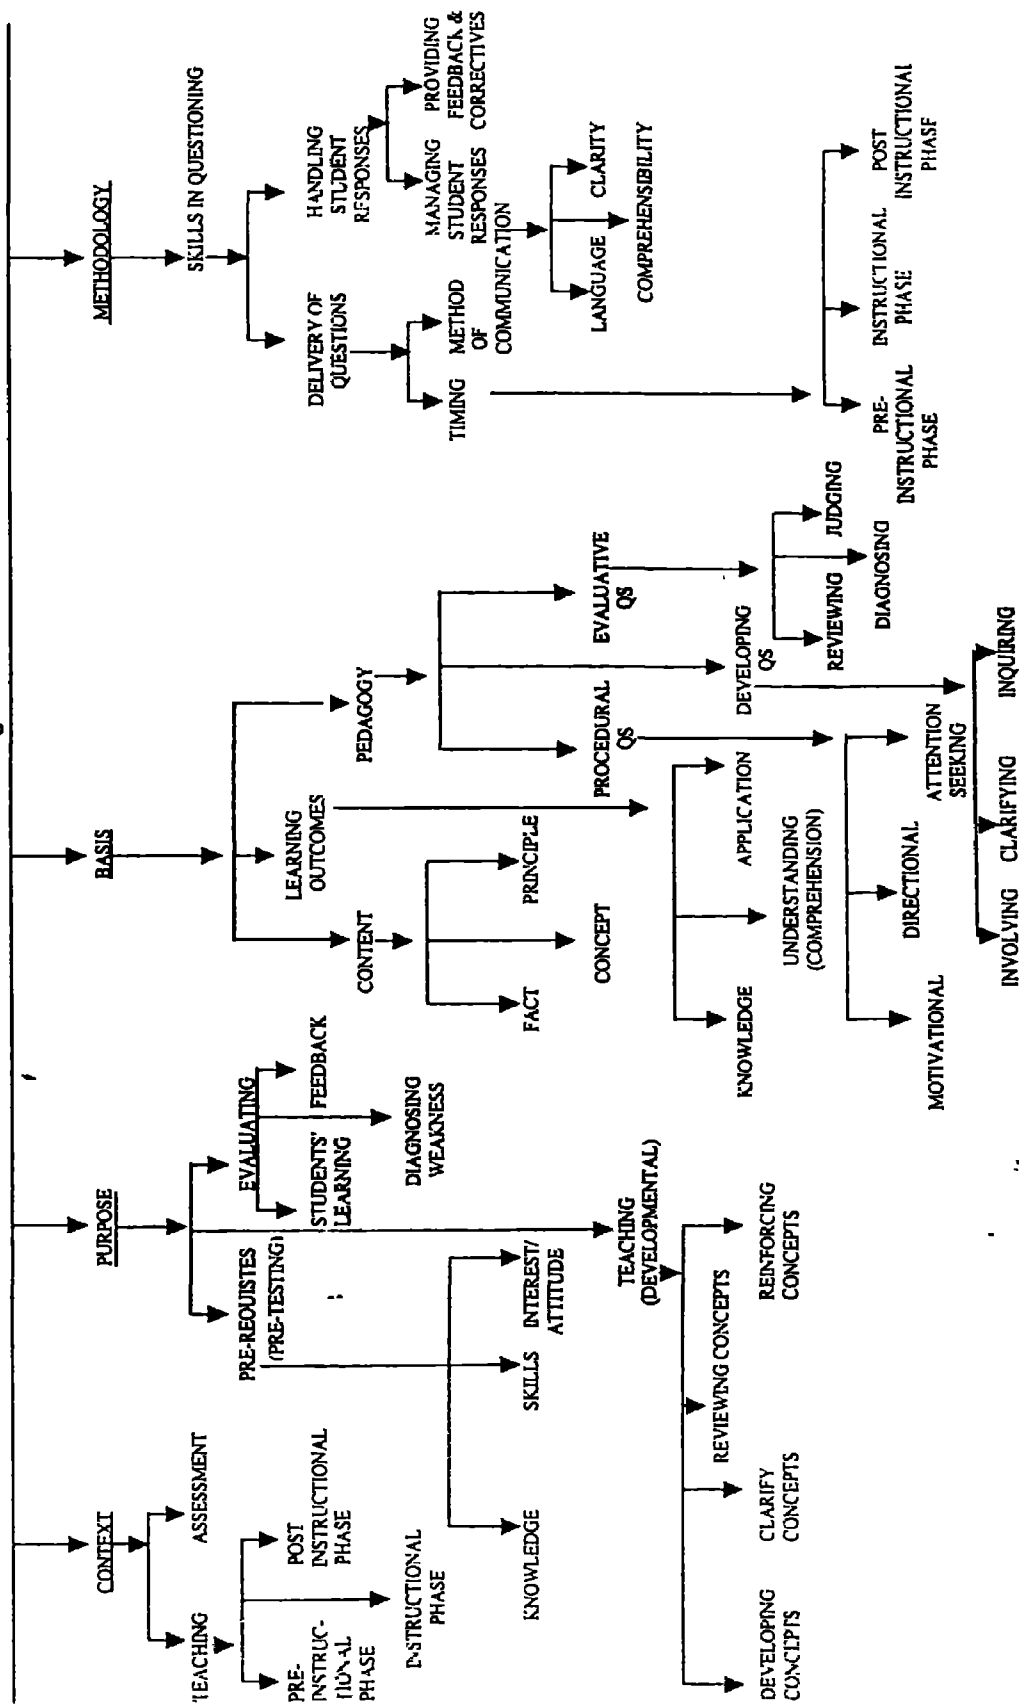 CONTEXT
TEACHING
ASSESSMENT
PRE-
INSTRUC-
TIONAL
PHASE
POST
INSTRUCTIONAL
PHASE
INSTRUCTIONAL
PHASE
PURPOSE
PRE-REQUISTES
(PRE-TESTING)
EVALUATING
STUDENTS'
LEARNING
FEEDBACK
DIAGNOSING
WEAKNESS
KNOWLEDGE
SKILLS
INTEREST/
ATTITUDE
TEACHING
(DEVELOPMENTAL)
DEVELOPING
CONCEPTS
CLARIFY
CONCEPTS
REVIEWING CONCEPTS
REINFORCING
CONCEPTS
BASIS
CONTENT
LEARNING
OUTCOMES
PEDAGOGY
FACT
CONCEPT
PRINCIPLE
KNOWLEDGE
UNDERSTANDING
(COMPREHENSION)
APPLICATION
PROCEDURAL
QS
DEVELOPING
QS
EVALUATIVE
QS
MOTIVATIONAL
DIRECTIONAL
ATTENTION
SEEKING
INVOLVING
CLARIFYING
INQUIRING
REVIEWING
DIAGNOSING
JUDGING
METHODOLOGY
SKILLS IN QUESTIONING
DELIVERY OF
QUESTIONS
HANDLING
STUDENT
RESPONSES
TIMING
METHOD
OF
COMMUNICATION
MANAGING
STUDENT
RESPONSES
PROVIDING
FEEDBACK &
CORRECTIVES
LANGUAGE
CLARITY
COMPREHENSIBILITY
PRE-
INSTRUCTIONAL
PHASE
INSTRUCTIONAL
PHASE
POST
INSTRUCTIONAL
PHASE